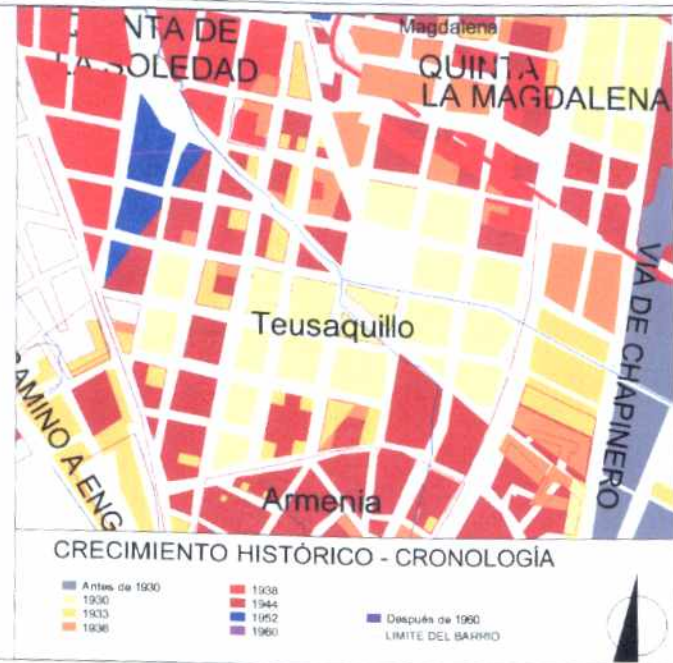 NTA DE
LA SOLEDAD
Magdalena
QUINTA
LA MAGDALENA
VIA DE CHAPINERO
Teusaquillo
AMINO A ENG
Armenia
CRECIMIENTO HISTÓRICO - CRONOLOGÍA
Antes de 1930
1930
1933
1936
1938
1944
1952
1960
Después de 1960
LIMITE DEL BARRIO